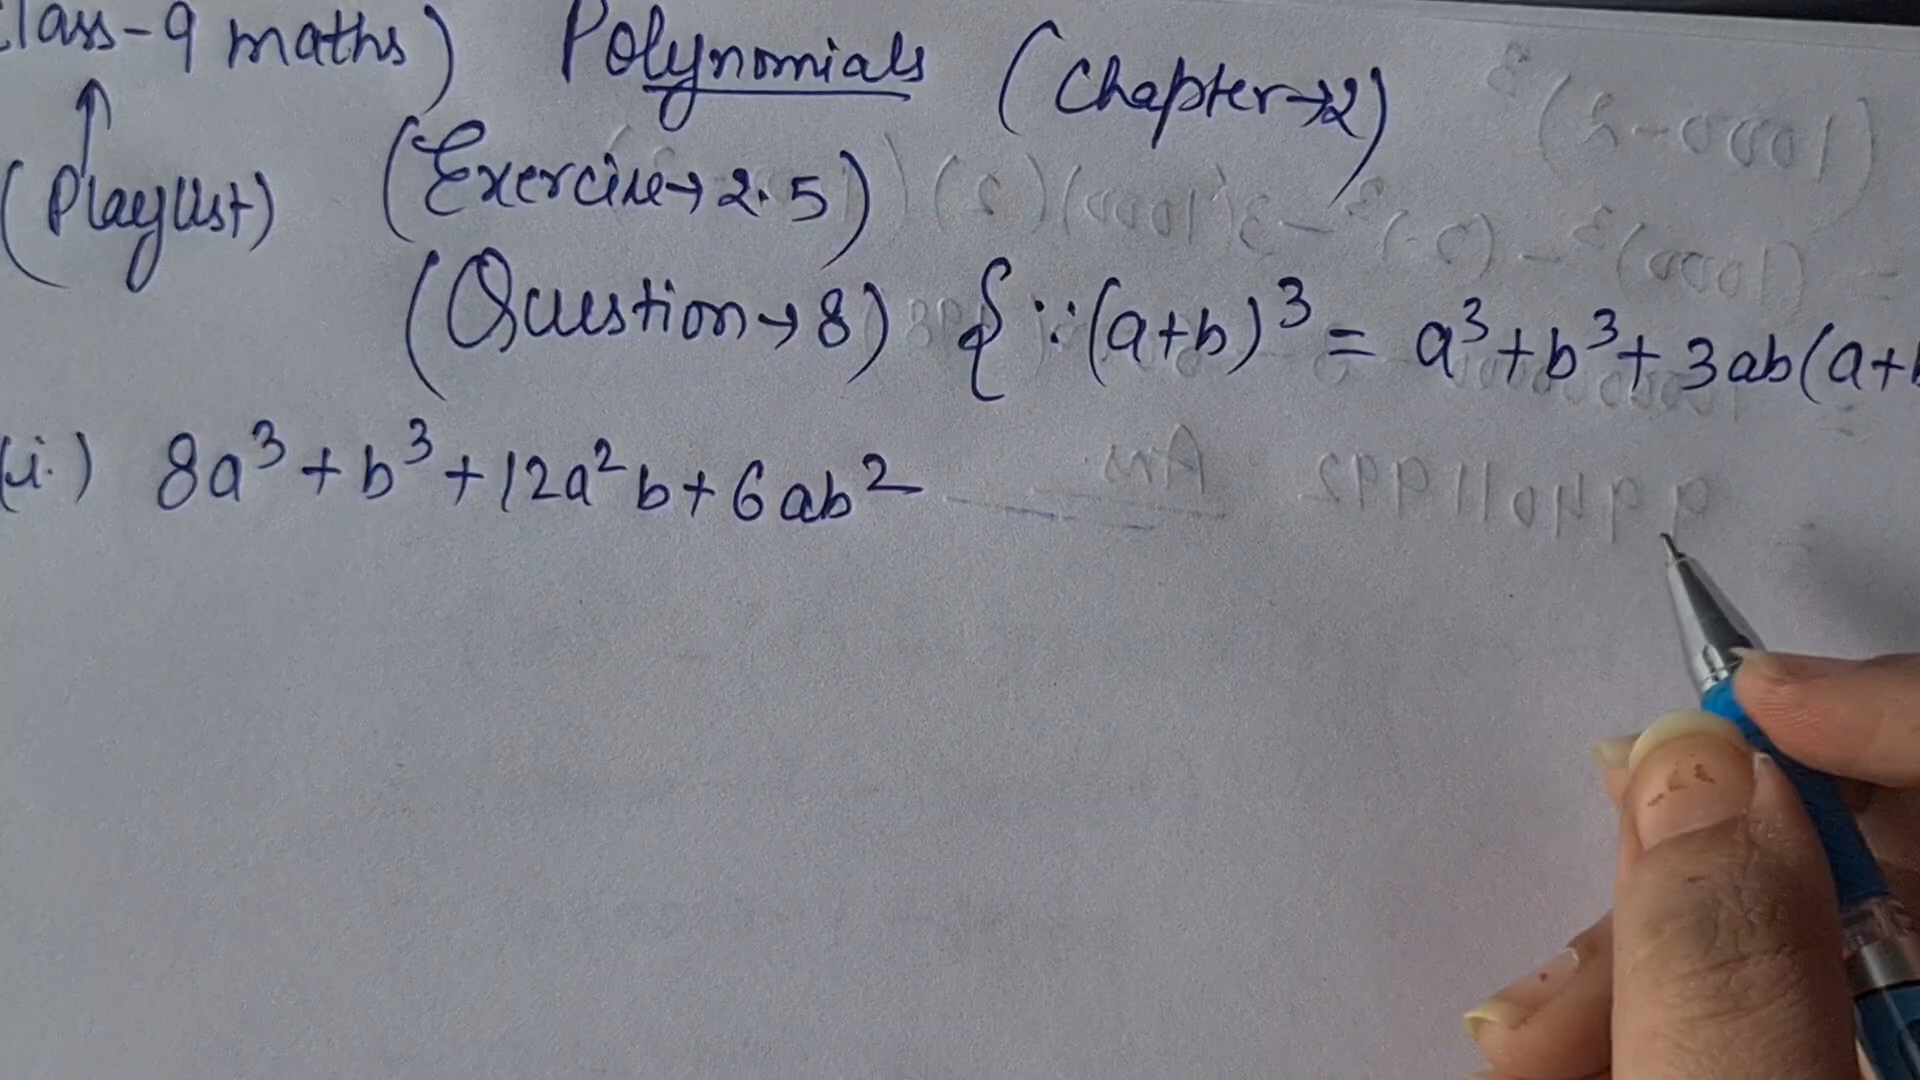 Class-9 maths) Polynomials (Chapter→2)
(Playlist) (Exercise→2.5)
(Question→8) {∵(a+b)³ = a³+b³+3ab(a+b
(i.) 8a³+b³+12a²b+6ab²